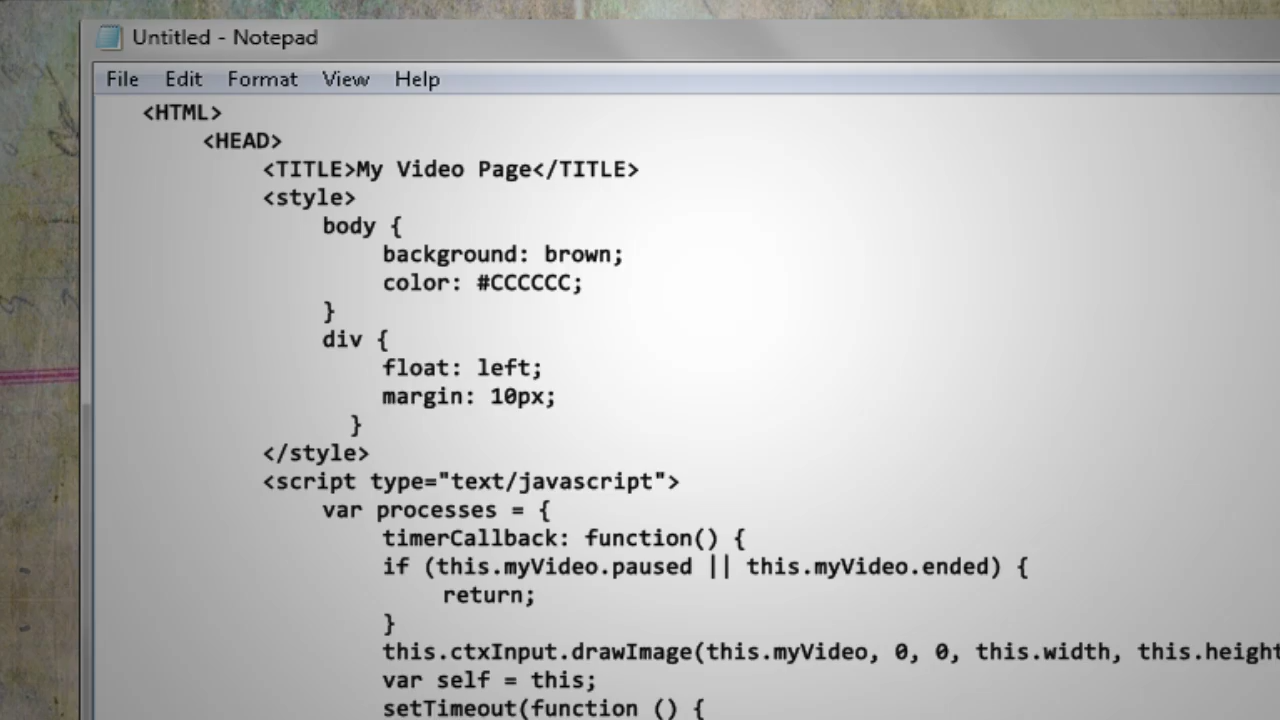 Untitled - Notepad
File Edit Format View Help
<HTML>
<HEAD>
<TITLE>My Video Page</TITLE>
<style>
body {
background: brown;
color: #CCCCCC;
}
div {
float: left;
margin: 10px;
}
</style>
<script type="text/javascript">
var processes = {
timerCallback: function() {
if (this.myVideo.paused || this.myVideo.ended) {
return;
}
this.ctxInput.drawImage(this.myVideo, 0, 0, this.width, this.height
var self = this;
setTimeout(function () {